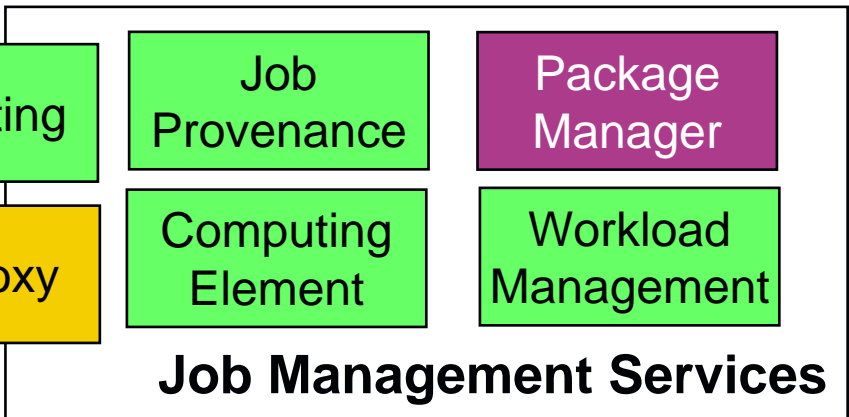 Job
Provenance
Package
Manager
Computing
Element
Workload
Management
Job Management Services